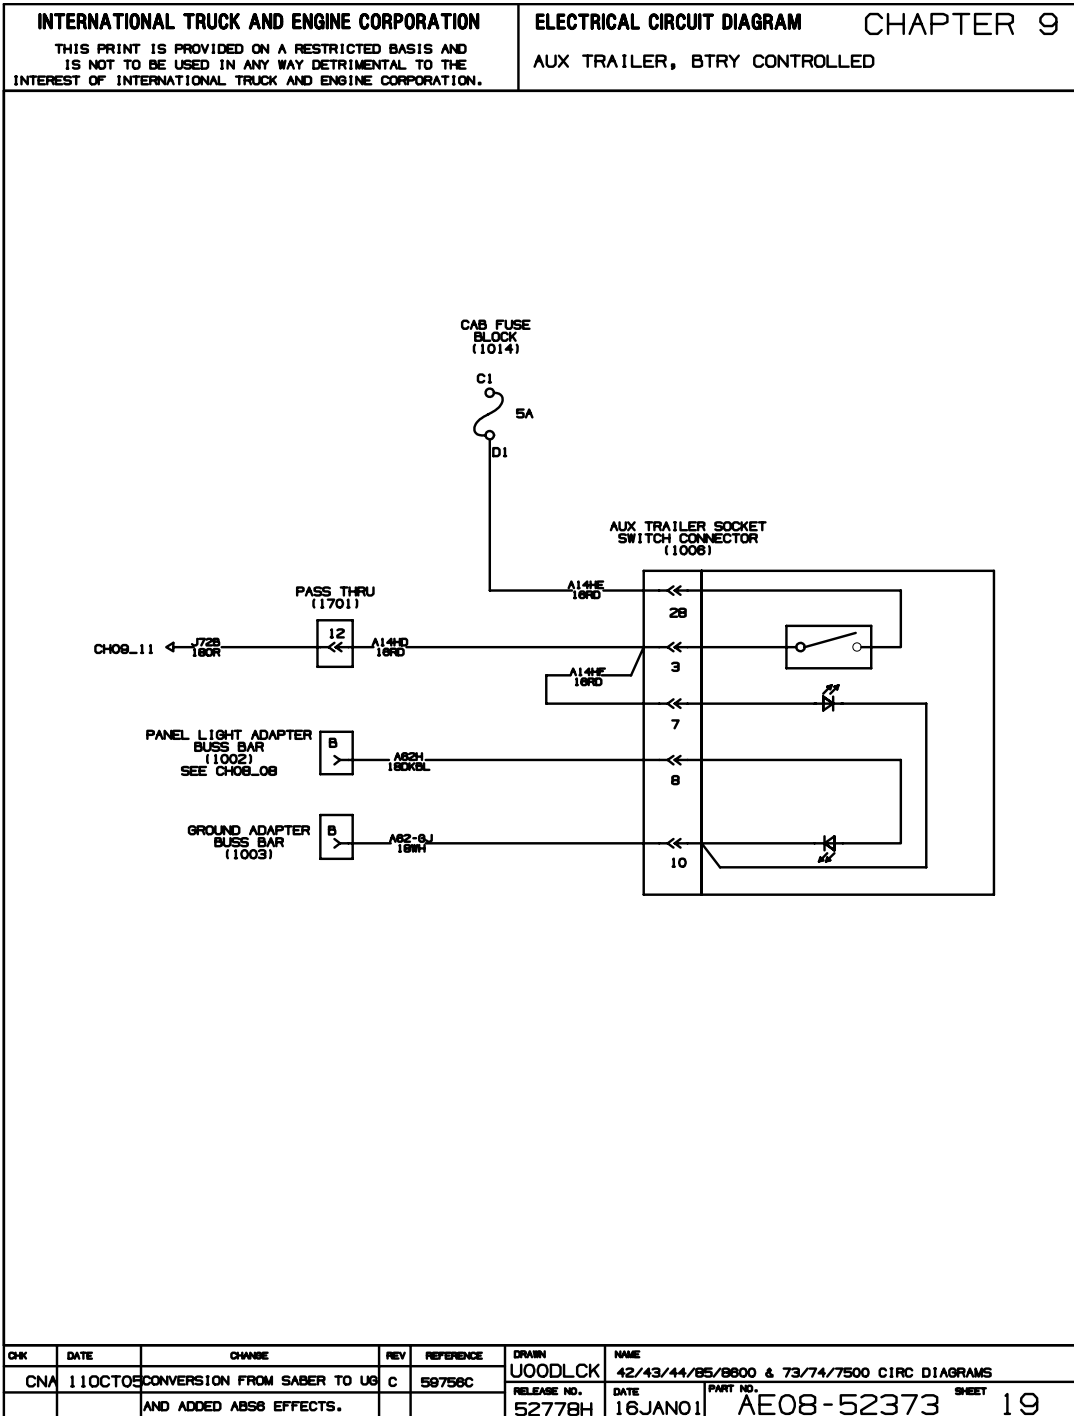 INTERNATIONAL TRUCK AND ENGINE CORPORATION
THIS PRINT IS PROVIDED ON A RESTRICTED BASIS AND
IS NOT TO BE USED IN ANY WAY DETRIMENTAL TO THE
INTEREST OF INTERNATIONAL TRUCK AND ENGINE CORPORATION.
ELECTRICAL CIRCUIT DIAGRAM
CHAPTER 9
AUX TRAILER, BTRY CONTROLLED
CAB FUSE
BLOCK
(1014)
C1
5A
D1
AUX TRAILER SOCKET
SWITCH CONNECTOR
(1006)
A14HE
16RD
2B
PASS THRU
(1701)
12
CH09_11
J72B
18OR
A14HD
16RD
3
A14HF
16RD
7
PANEL LIGHT ADAPTER
BUSS BAR
(1002)
SEE CH08_08
B
A62H
18DKBL
8
GROUND ADAPTER
BUSS BAR
(1003)
B
A62-GJ
18WH
10
CHK DATE CHANGE REV REFERENCE
CNA 11OCT05 CONVERSION FROM SABER TO UG C 59756C
AND ADDED ABS6 EFFECTS.
DRAWN
U00DLCK
NAME
42/43/44/85/8600 & 73/74/7500 CIRC DIAGRAMS
RELEASE NO.
52778H
DATE
16JAN01
PART NO.
AE08-52373
SHEET
19